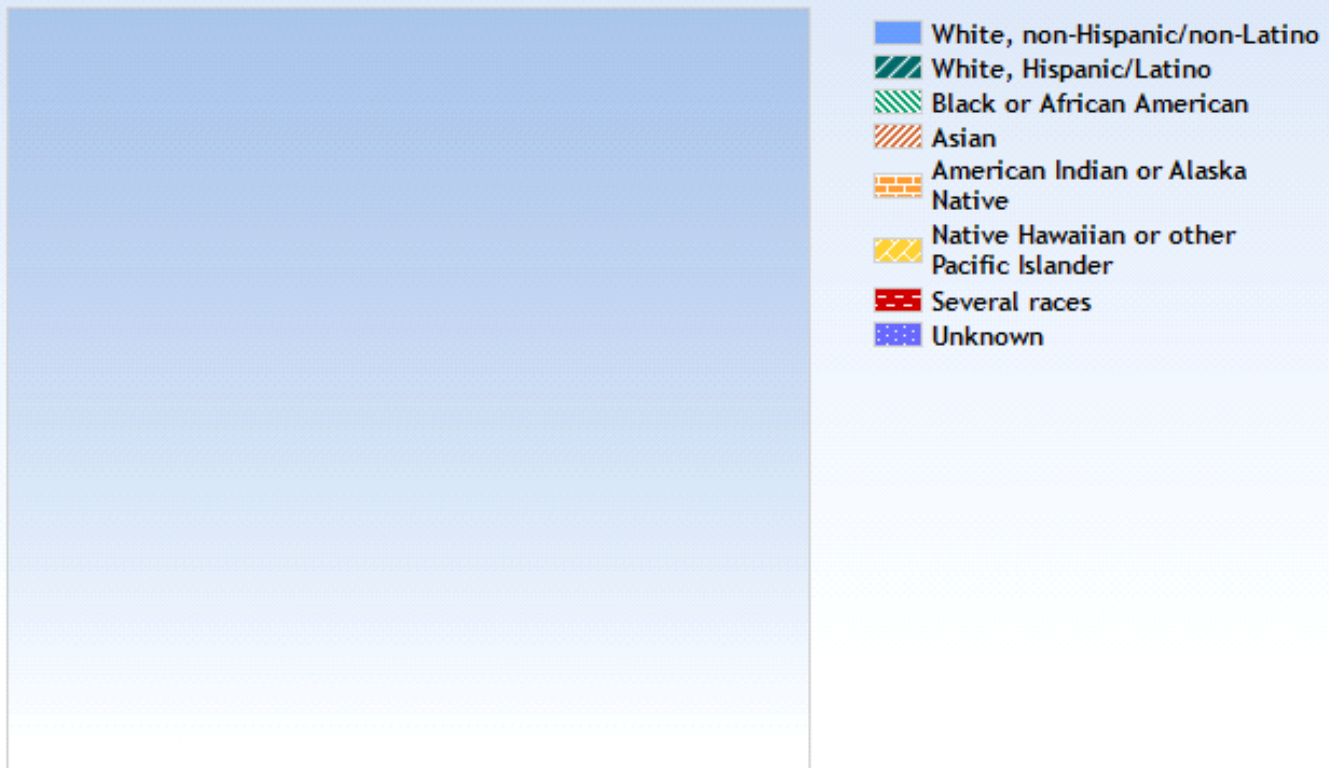 White, non-Hispanic/non-Latino
White, Hispanic/Latino
Black or African American
Asian
American Indian or Alaska
Native
Native Hawaiian or other
Pacific Islander
Several races
Unknown